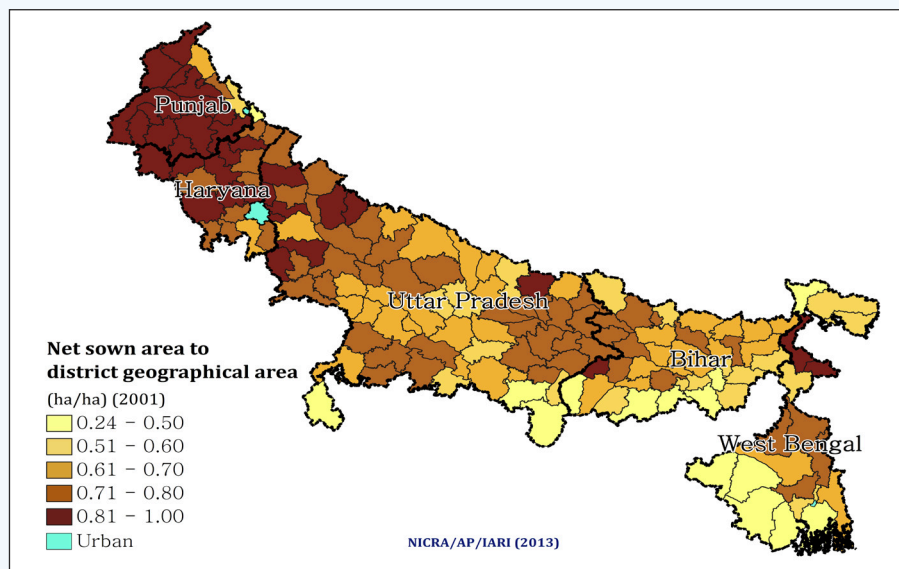 Punjab
Haryana
Uttar Pradesh
Bihar
West Bengal
Net sown area to
district geographical area
(ha/ha) (2001)
0.24 - 0.50
0.51 - 0.60
0.61 - 0.70
0.71 - 0.80
0.81 - 1.00
Urban
NICRA/AP/IARI (2013)